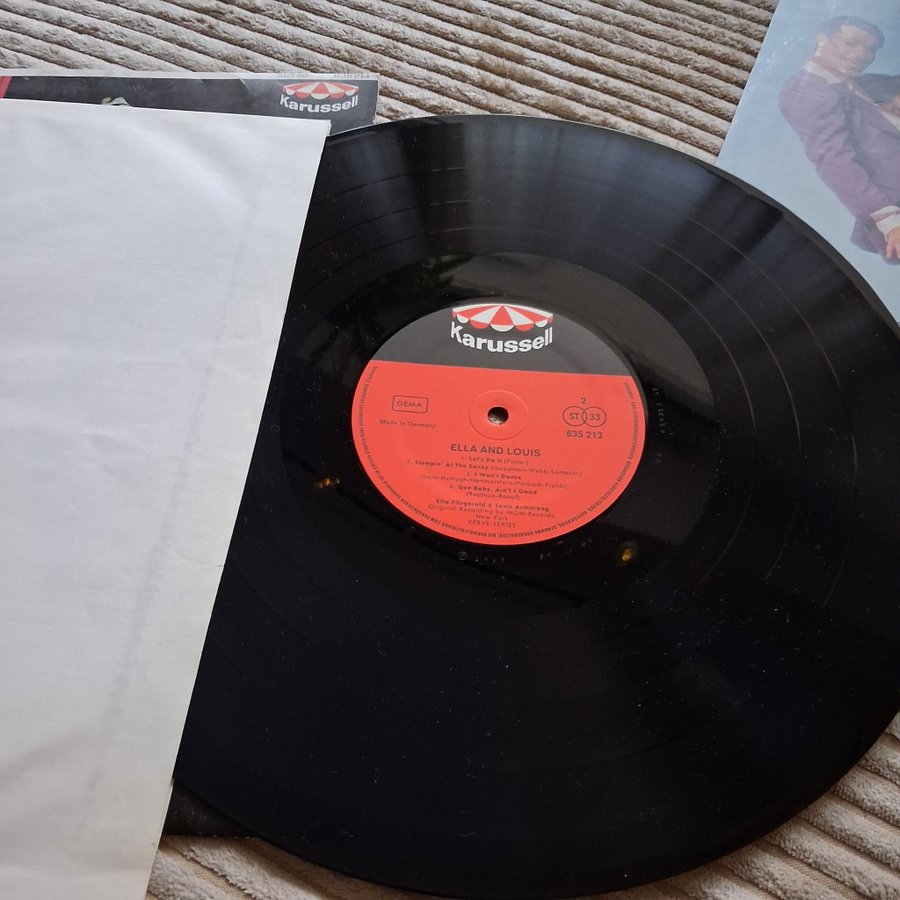 635 213
Karussell
Karussell
GEMA
Made in Germany
2
ST 33
635 213
ELLA AND LOUIS
1. Let's Do It (Porter)
2. Stompin' At The Savoy (Goodman-Webb-Sampson)
3. I Won't Dance
(Kern-McHugh-Hammerstein-Harbach-Fields)
4. Gee Baby, Ain't I Good
(Redman-Razaf)
Ella Fitzgerald & Louis Armstrong
Original Recording by MGM-Records,
New York
VERVE-SERIES